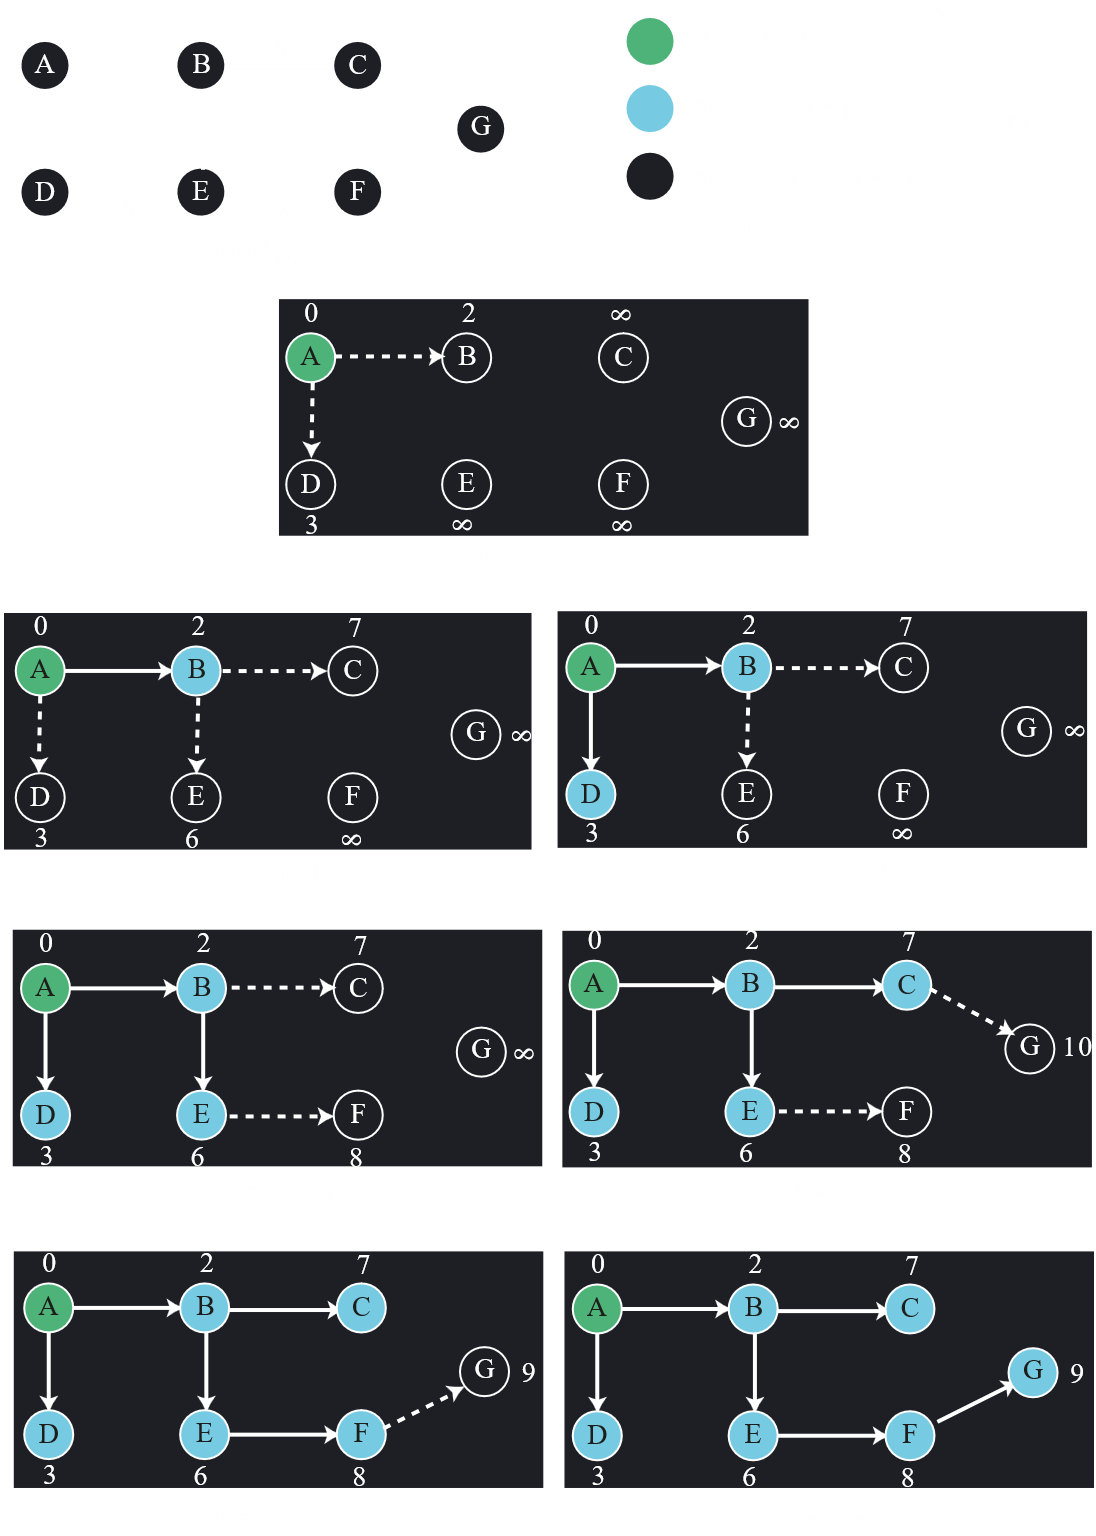 A B C
G
D E F
0 2 ∞
A B C
G ∞
D E F
3 ∞ ∞
0 2 7
A B C
G ∞
D E F
3 6 ∞
0 2 7
A B C
G ∞
D E F
3 6 ∞
0 2 7
A B C
G ∞
D E F
3 6 8
0 2 7
A B C
G 10
D E F
3 6 8
0 2 7
A B C
G 9
D E F
3 6 8
0 2 7
A B C
G 9
D E F
3 6 8